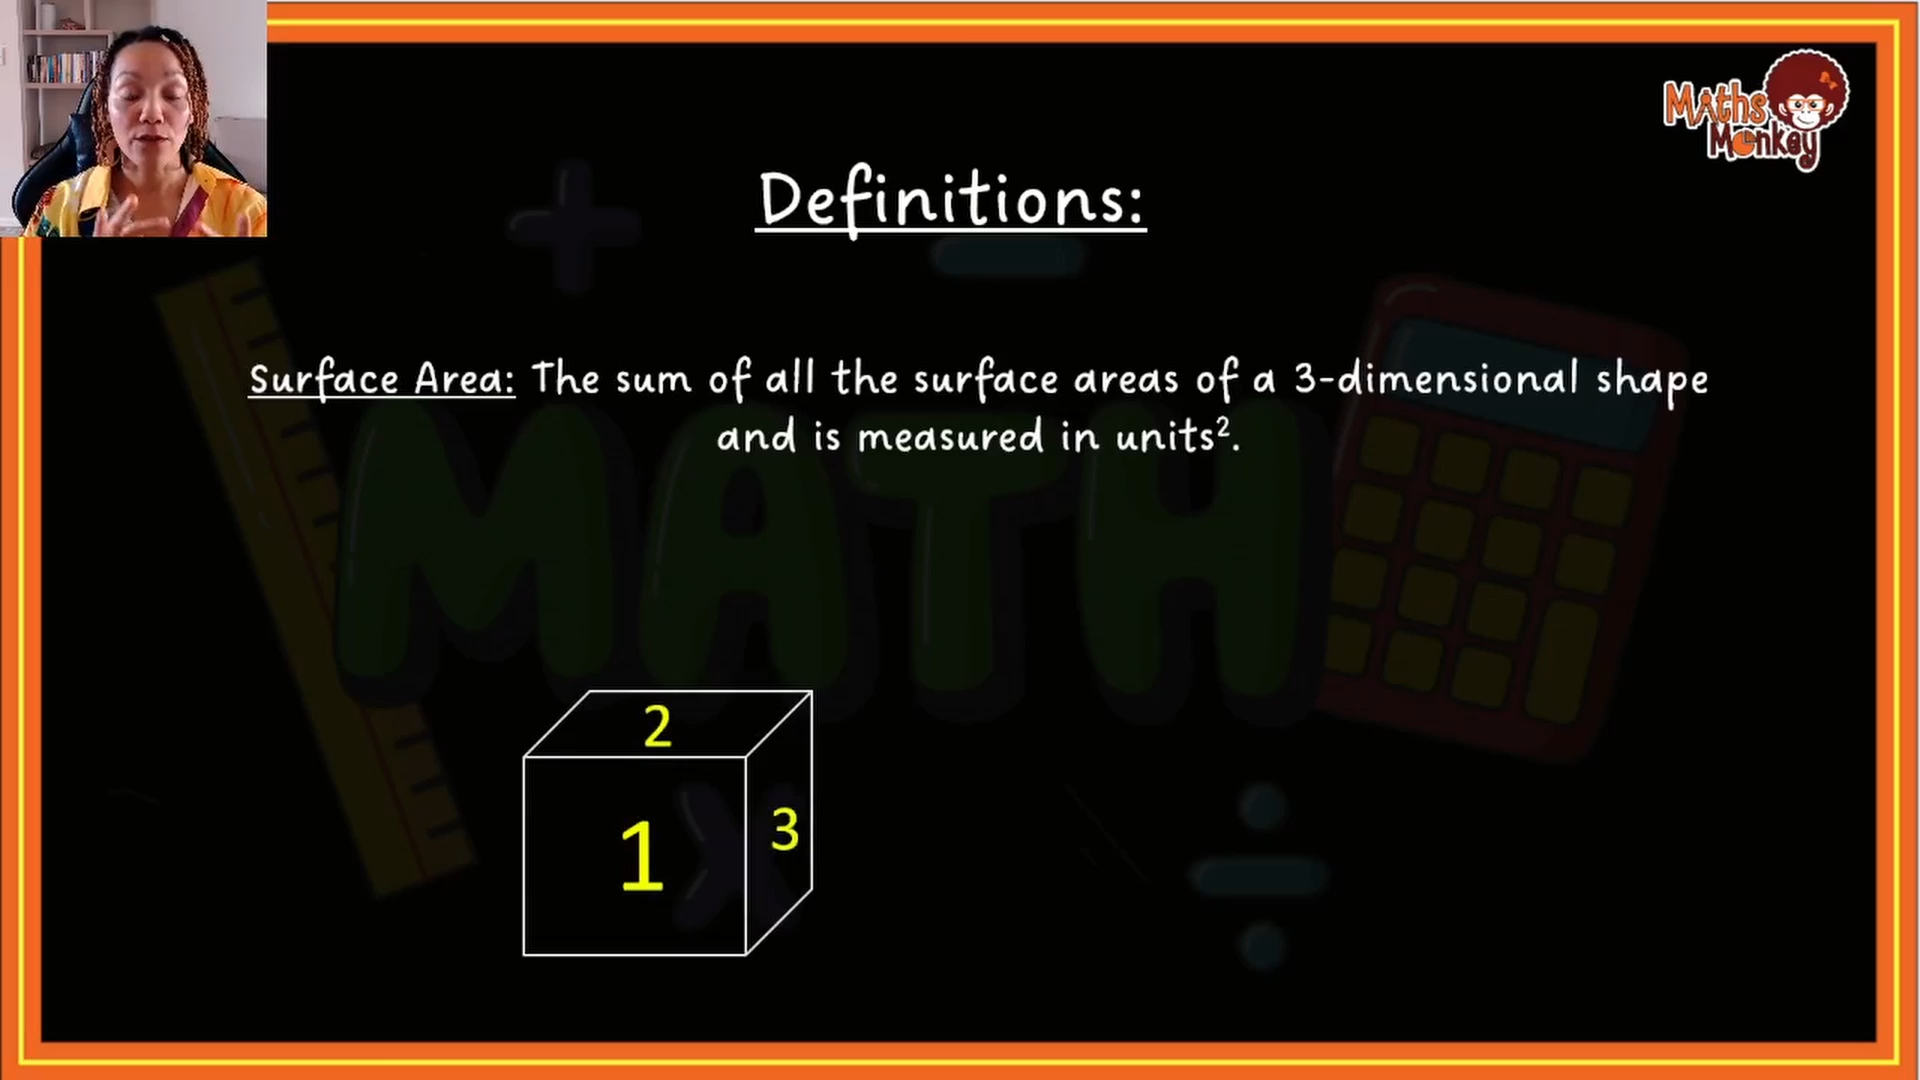 Maths
Monkey
Definitions:
Surface Area: The sum of all the surface areas of a 3-dimensional shape
and is measured in units².
MATH
2
1
3